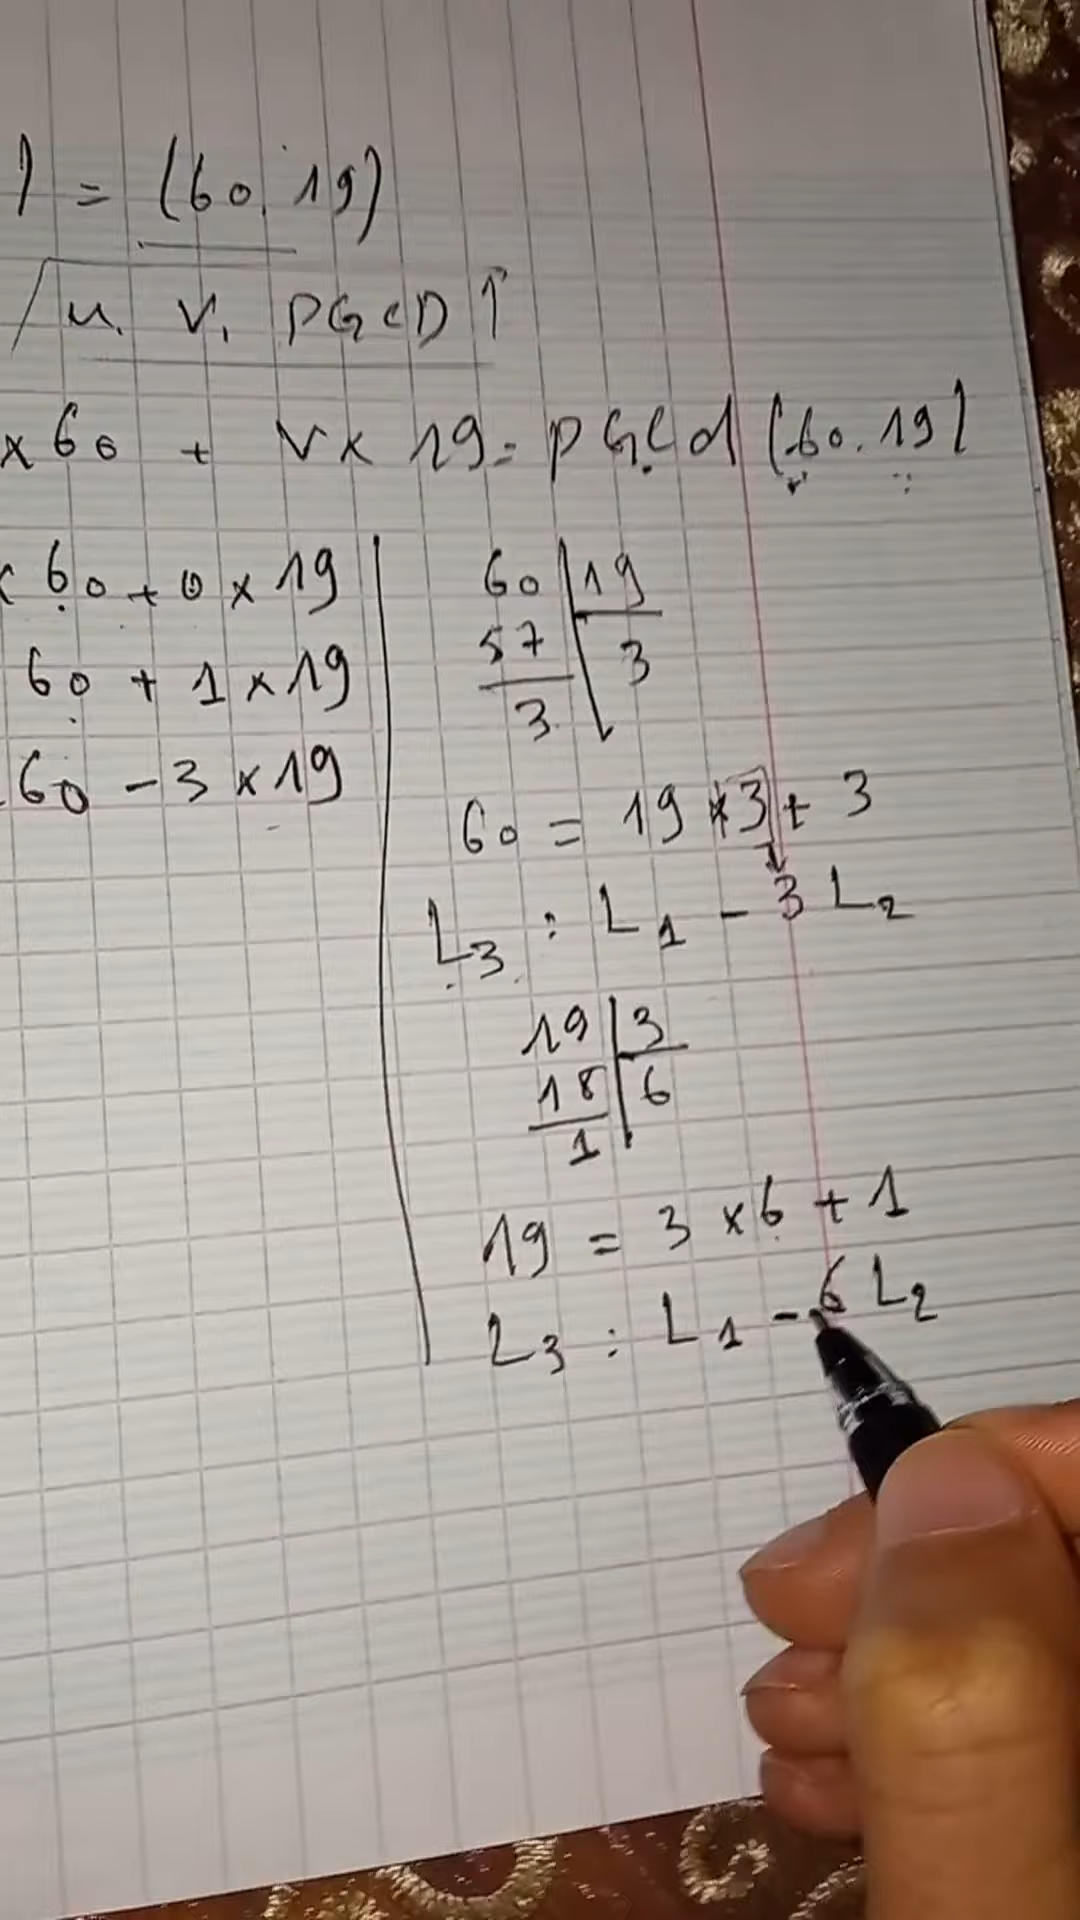 ) = (60, 19)
u, v, PGCD ↑
x 60 + v x 19 = PGCd (60, 19)
x 60 + 0 x 19
60 + 1 x 19
60 - 3 x 19
60 | 19
57 | 3
3
60 = 19 x 3 + 3
L3 : L1 - 3 L2
19 | 3
18 | 6
1
19 = 3 x 6 + 1
L3 : L1 - 6 L2